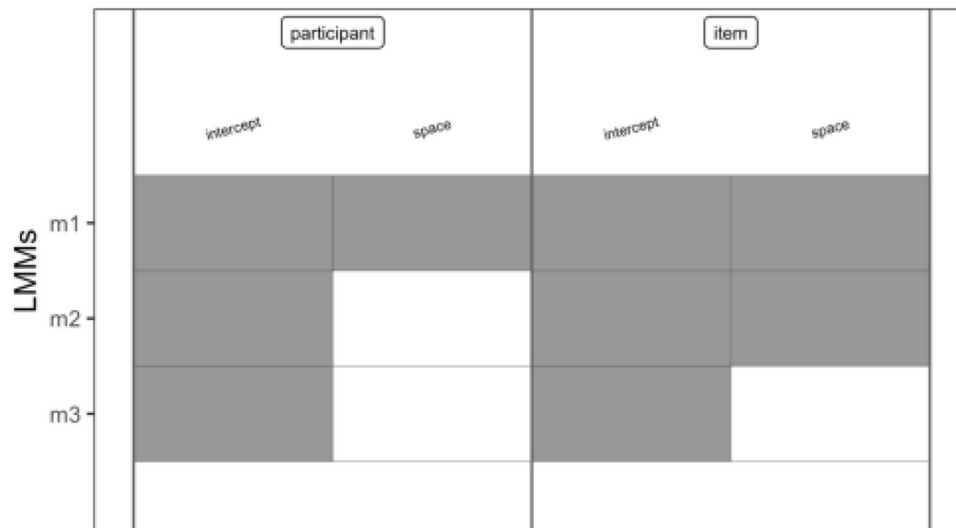 participant item
intercept space intercept space
LMMs
m1
m2
m3